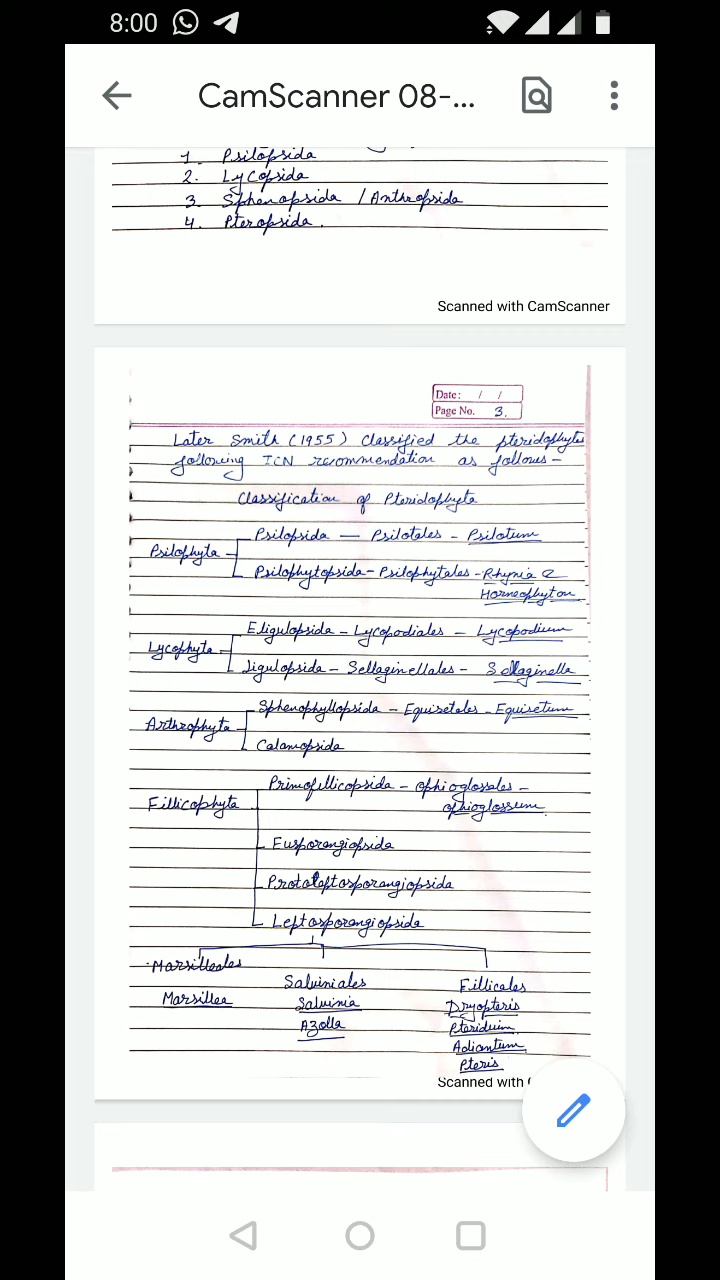 8:00
CamScanner 08-...
1. Psilopsida
2. Lycopsida
3. Sphenopsida / Anthropsida
4. Pteropsida.
Scanned with CamScanner
Date: / /
Page No. 3.
Later Smith (1955) classified the pteridophytes
following ICN recommendation as follows -
Classification of Pteridophyta
Psilophyta
Psilopsida — Psilotales - Psilotum
Psilophytopsida - Psilophytales - Rhynia &
Horneophyton
Lycophyta
Eligulopsida - Lycopodiales - Lycopodium
Ligulopsida - Sellaginellales - Sellaginella
Arthrophyta
Sphenophyllopsida - Equisetales - Equisetum
Calamopsida
Fillicophyta
Primofillicopsida - Ophioglossales -
Ophioglossum
Eusporangiopsida
Protoleptosporangiopsida
Leptosporangiopsida
Marsilleales
Marsillea
Salviniales
Salvinia
Azolla
Fillicales
Dryopteris
Pteridium
Adiantum
Pteris
Scanned with